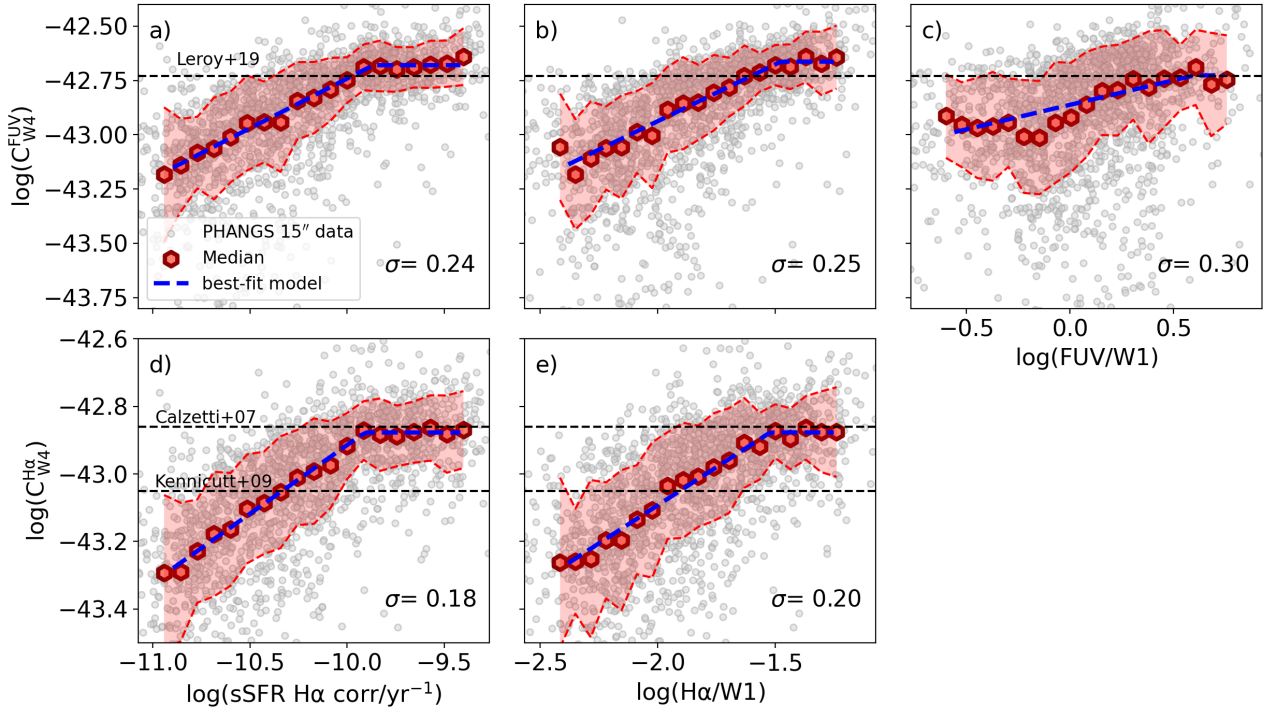 a)
Leroy+19
−42.50
−42.75
−43.00
−43.25
−43.50
−43.75
log(C^{FUV}_{W4})
PHANGS 15″ data
Median
best-fit model
σ= 0.24
b)
σ= 0.25
c)
σ= 0.30
−0.5 0.0 0.5
log(FUV/W1)
d)
Calzetti+07
Kennicutt+09
−42.6
−42.8
−43.0
−43.2
−43.4
log(C^{Hα}_{W4})
σ= 0.18
−11.0 −10.5 −10.0 −9.5
log(sSFR Hα corr/yr⁻¹)
e)
σ= 0.20
−2.5 −2.0 −1.5
log(Hα/W1)